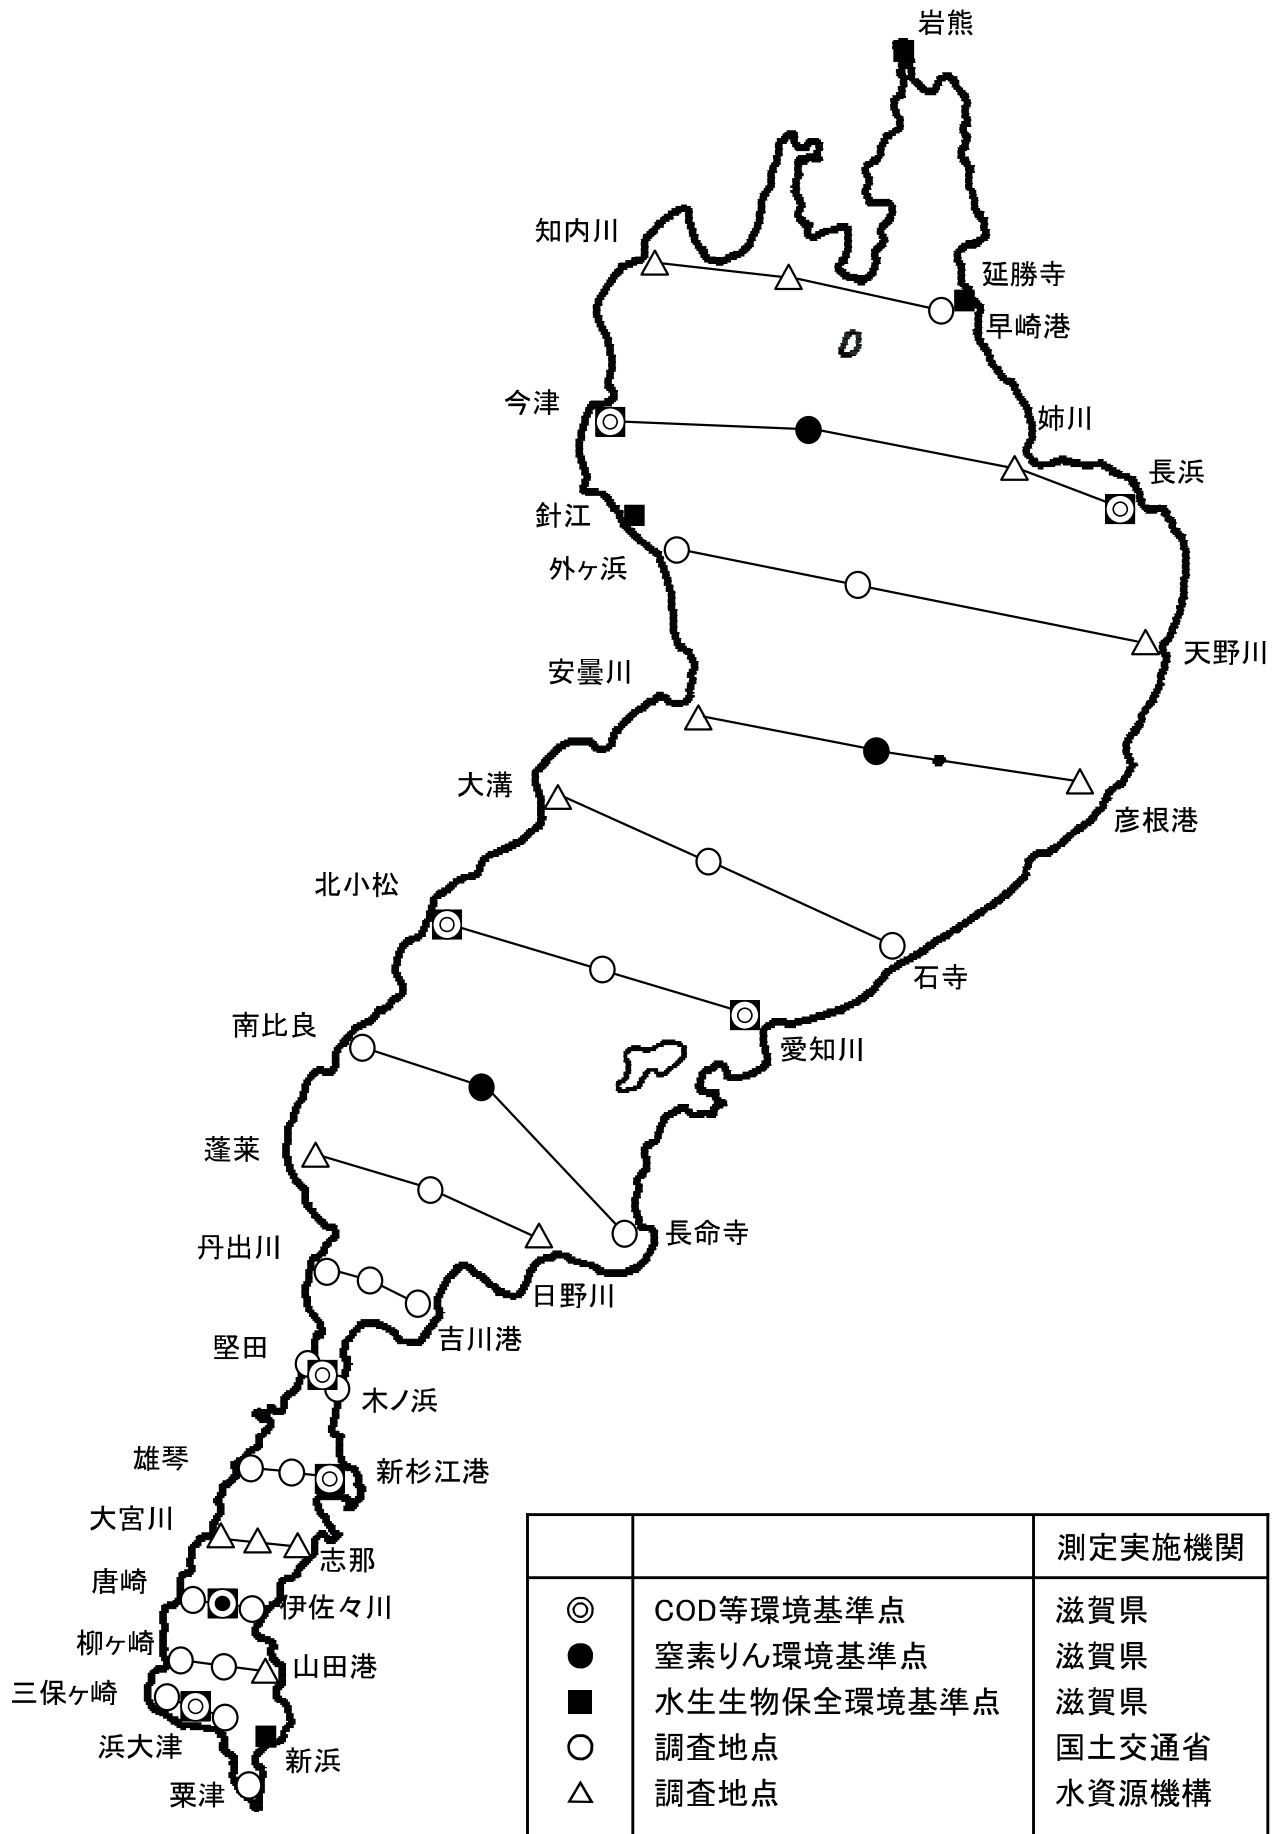 岩熊
知内川
延勝寺
早崎港
今津
姉川
長浜
針江
外ヶ浜
天野川
安曇川
大溝
彦根港
北小松
石寺
南比良
愛知川
蓬莱
長命寺
丹出川
日野川
吉川港
堅田
木ノ浜
雄琴
新杉江港
大宮川
志那
唐崎
伊佐々川
柳ヶ崎
山田港
三保ヶ崎
浜大津
新浜
粟津
測定実施機関
◎ COD等環境基準点 滋賀県
● 窒素りん環境基準点 滋賀県
■ 水生生物保全環境基準点 滋賀県
○ 調査地点 国土交通省
△ 調査地点 水資源機構